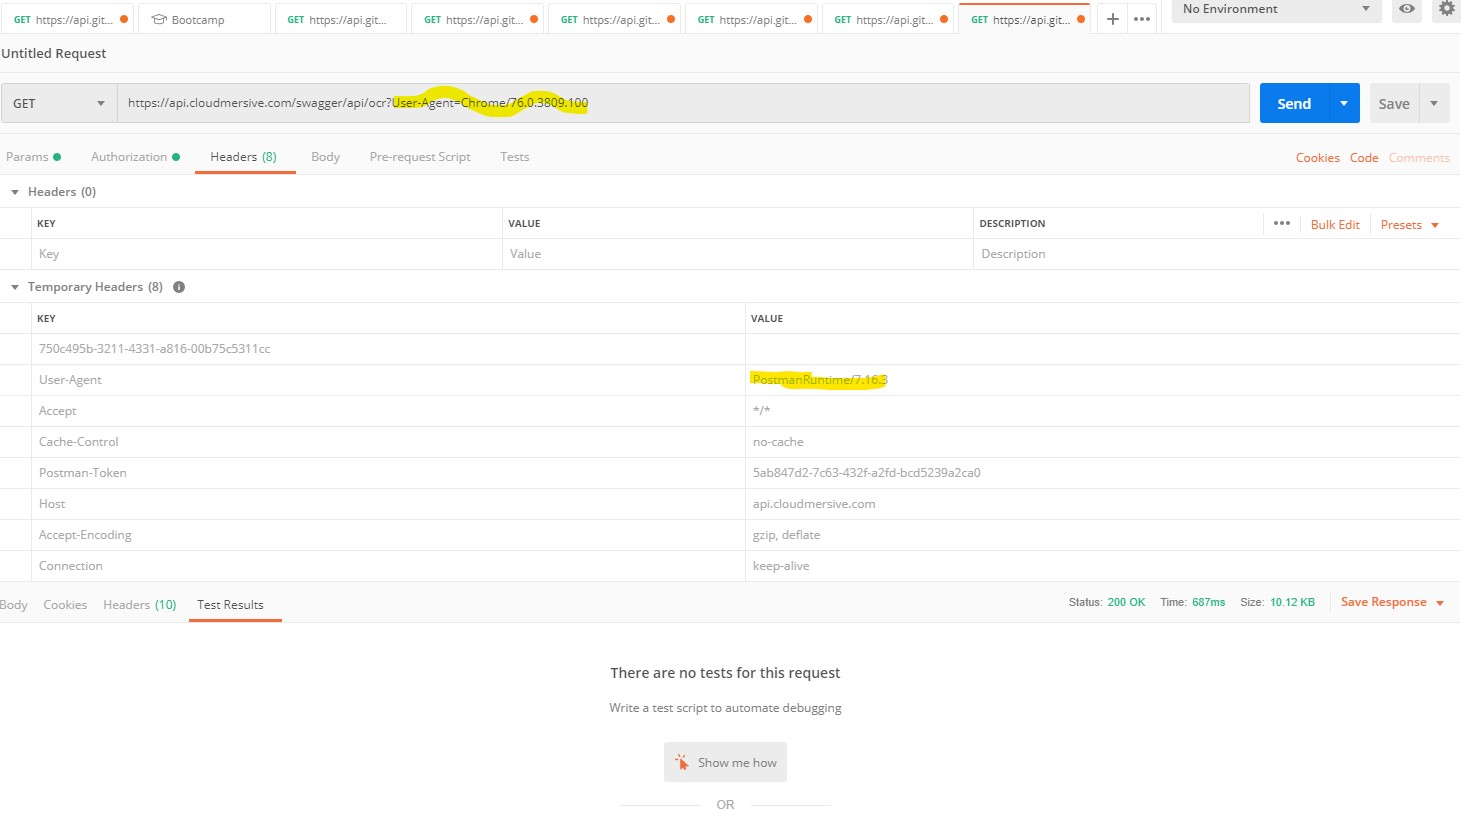 GET https://api.git... Bootcamp GET https://api.git... GET https://api.git... GET https://api.git... GET https://api.git... GET https://api.git... GET https://api.git... + ••• No Environment
Untitled Request
GET https://api.cloudmersive.com/swagger/api/ocr?User-Agent=Chrome/76.0.3809.100 Send Save
Params Authorization Headers (8) Body Pre-request Script Tests Cookies Code Comments
Headers (0)
KEY VALUE DESCRIPTION ••• Bulk Edit Presets
Key Value Description
Temporary Headers (8) i
KEY VALUE
750c495b-3211-4331-a816-00b75c5311cc
User-Agent PostmanRuntime/7.16.3
Accept */*
Cache-Control no-cache
Postman-Token 5ab847d2-7c63-432f-a2fd-bcd5239a2ca0
Host api.cloudmersive.com
Accept-Encoding gzip, deflate
Connection keep-alive
Body Cookies Headers (10) Test Results Status: 200 OK Time: 687ms Size: 10.12 KB Save Response
There are no tests for this request
Write a test script to automate debugging
Show me how
OR